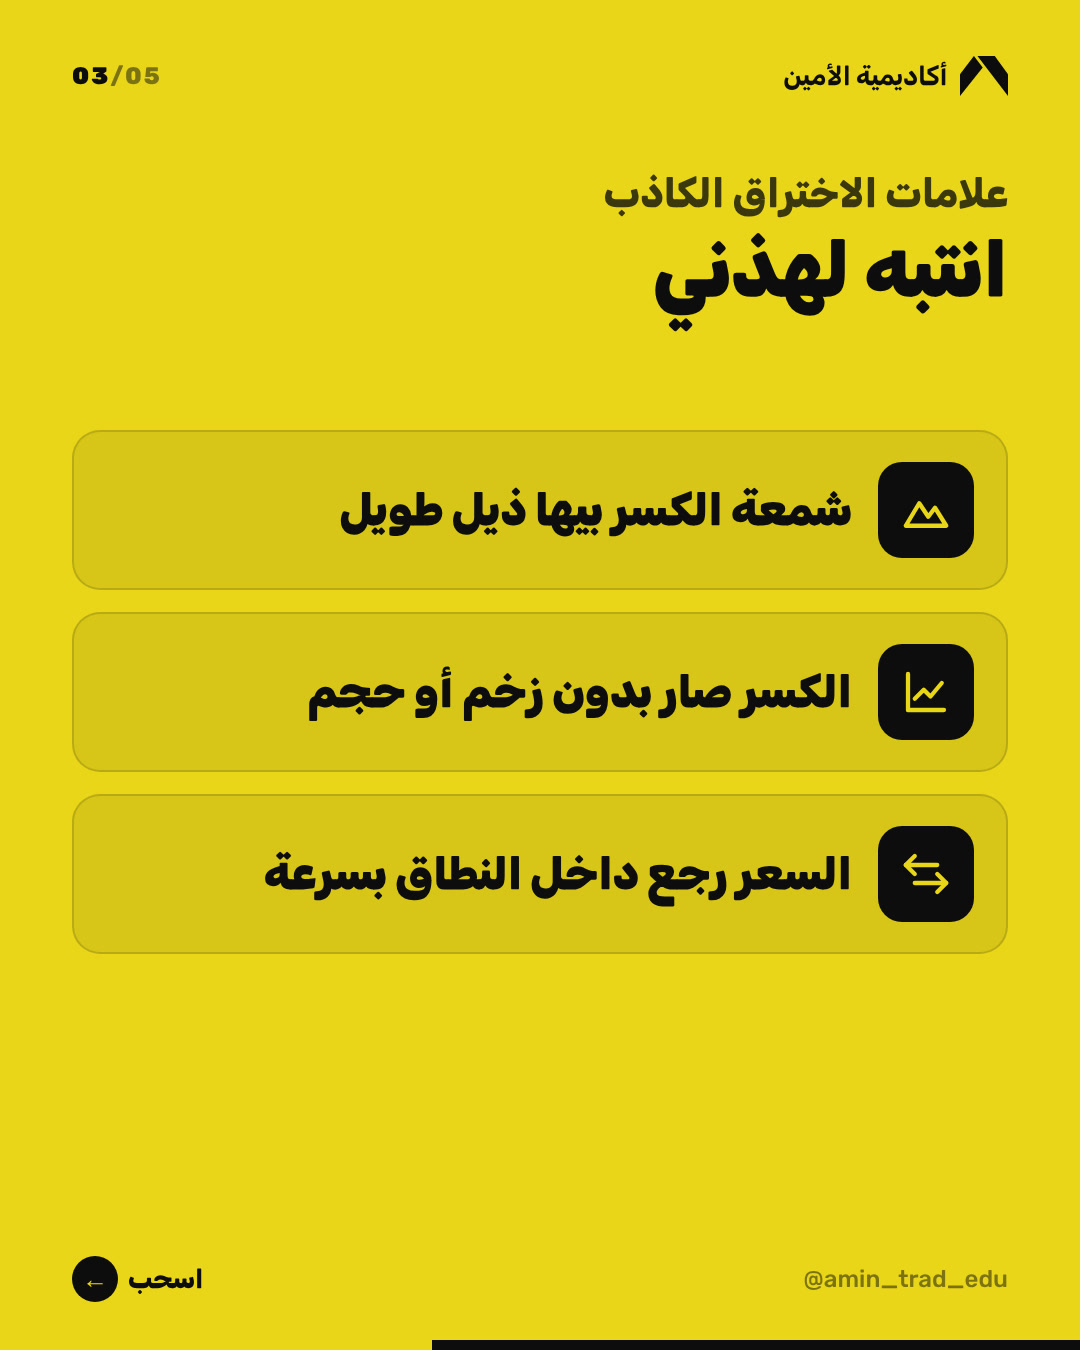 أكاديمية الأمين
03/05
علامات الاختراق الكاذب
انتبه لهذني
شمعة الكسر بيها ذيل طويل
الكسر صار بدون زخم أو حجم
السعر رجع داخل النطاق بسرعة
@amin_trad_edu
اسحب ←